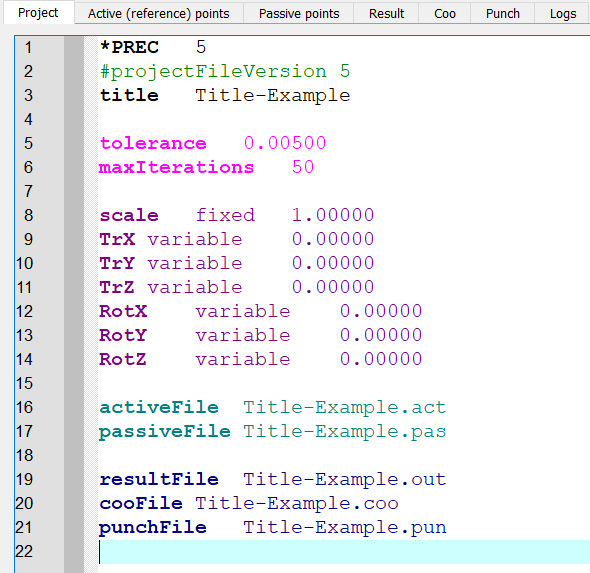 Project Active (reference) points Passive points Result Coo Punch Logs
1 *PREC 5
2 #projectFileVersion 5
3 title Title-Example
4
5 tolerance 0.00500
6 maxIterations 50
7
8 scale fixed 1.00000
9 TrX variable 0.00000
10 TrY variable 0.00000
11 TrZ variable 0.00000
12 RotX variable 0.00000
13 RotY variable 0.00000
14 RotZ variable 0.00000
15
16 activeFile Title-Example.act
17 passiveFile Title-Example.pas
18
19 resultFile Title-Example.out
20 cooFile Title-Example.coo
21 punchFile Title-Example.pun
22